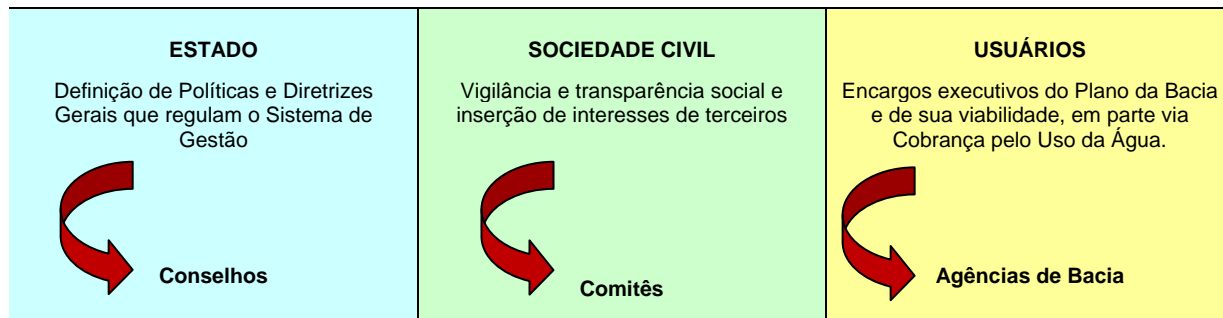 ESTADO
Definição de Políticas e Diretrizes
Gerais que regulam o Sistema de
Gestão
Conselhos
SOCIEDADE CIVIL
Vigilância e transparência social e
inserção de interesses de terceiros
Comitês
USUÁRIOS
Encargos executivos do Plano da Bacia
e de sua viabilidade, em parte via
Cobrança pelo Uso da Água.
Agências de Bacia